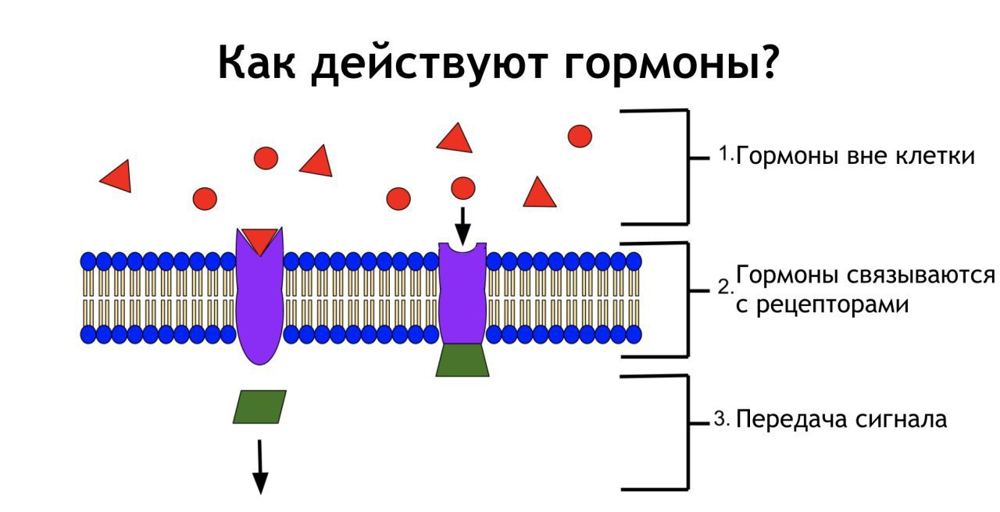 Как действуют гормоны?
1. Гормоны вне клетки
2. Гормоны связываются
с рецепторами
3. Передача сигнала